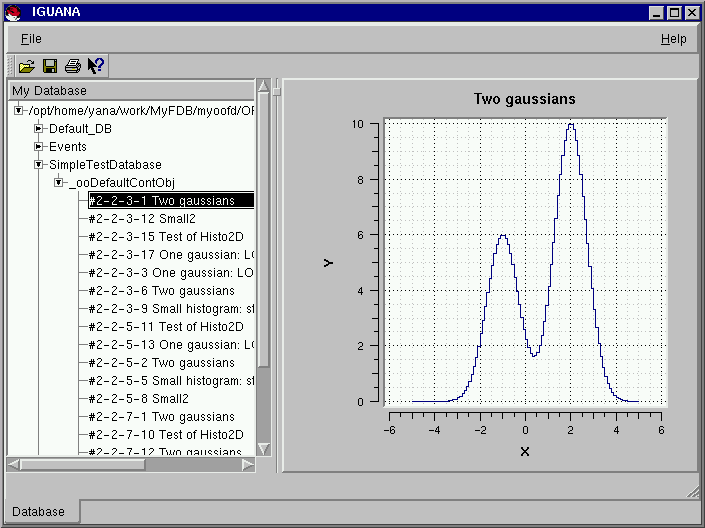 IGUANA
File Help
My Database
/opt/home/yana/work/MyFDB/myoofd/OF
Default_DB
Events
SimpleTestDatabase
_ooDefaultContObj
#2-2-3-1 Two gaussians
#2-2-3-12 Small2
#2-2-3-15 Test of Histo2D
#2-2-3-17 One gaussian: LO
#2-2-3-3 One gaussian: LO
#2-2-3-6 Two gaussians
#2-2-3-9 Small histogram: st
#2-2-5-11 Test of Histo2D
#2-2-5-13 One gaussian: LO
#2-2-5-2 Two gaussians
#2-2-5-5 Small histogram: st
#2-2-5-8 Small2
#2-2-7-1 Two gaussians
#2-2-7-10 Test of Histo2D
#2-2-7-12 Two gaussians
Two gaussians
10
8
6
4
2
0
Y
-6 -4 -2 0 2 4 6
X
Database